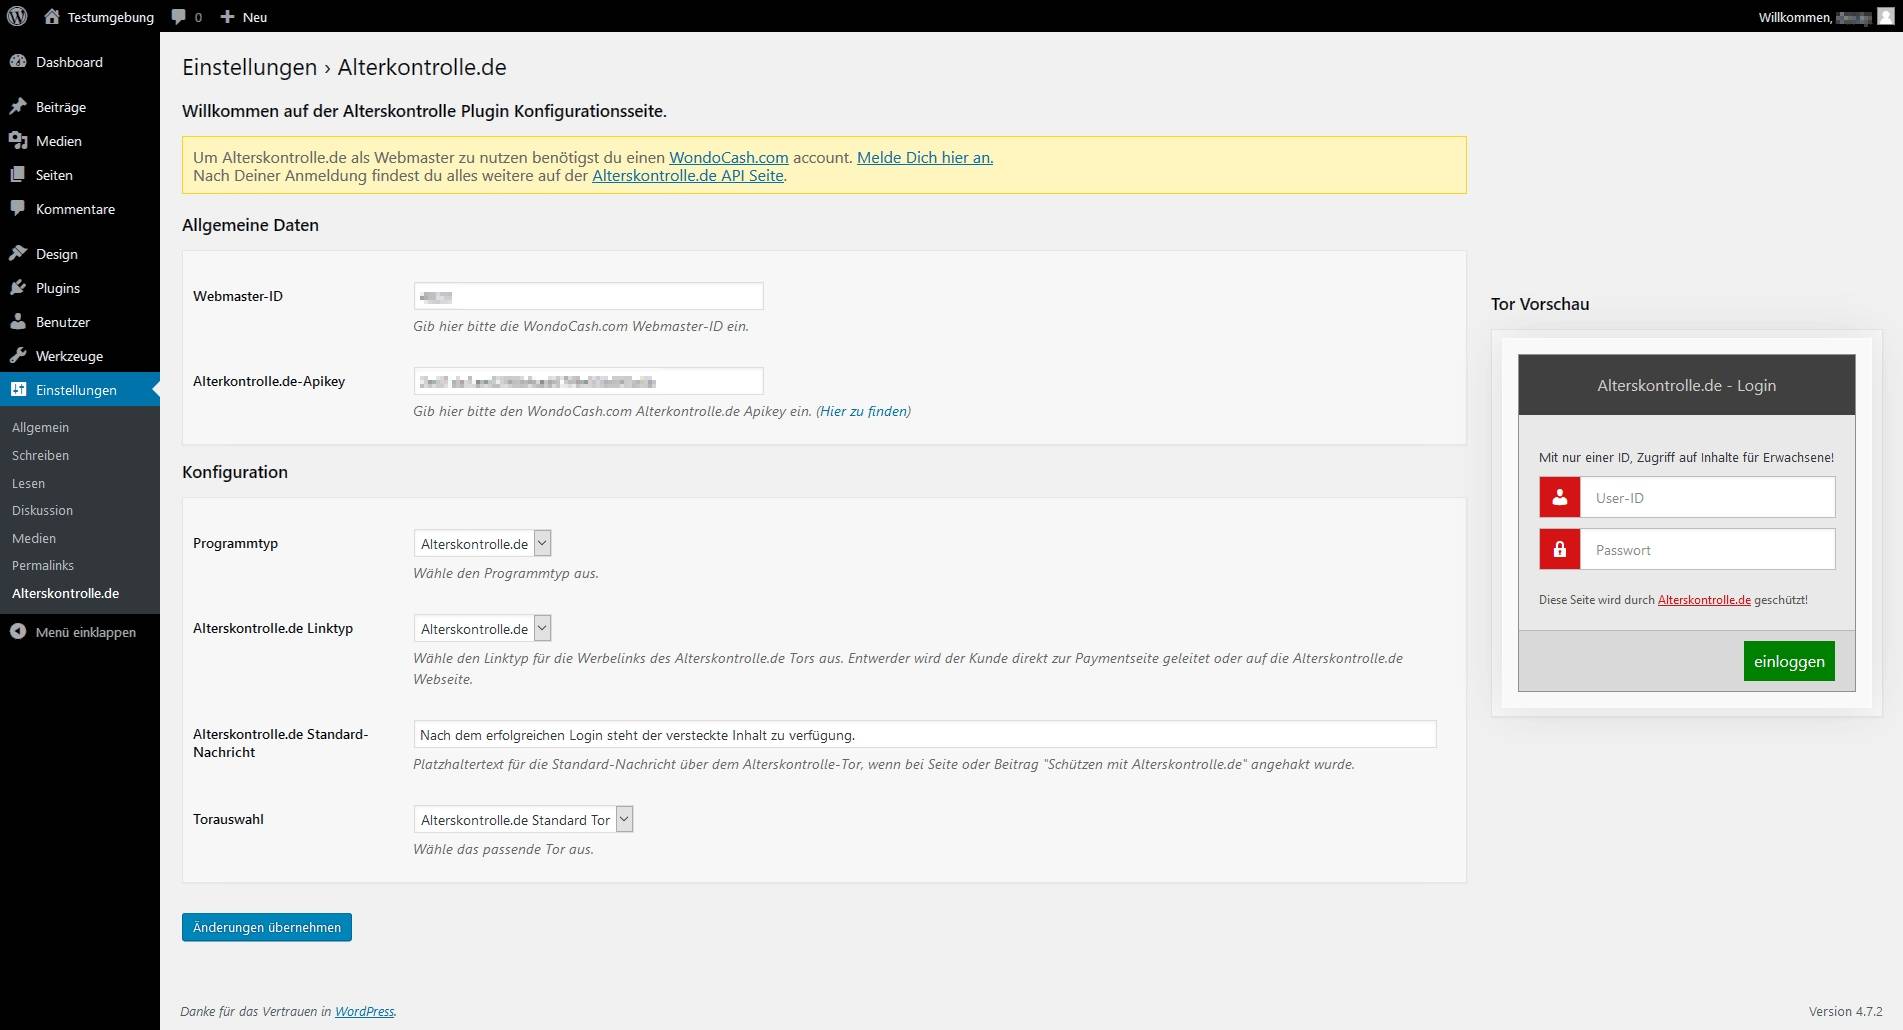 Testumgebung 0 Neu Willkommen,
Dashboard
Beiträge
Medien
Seiten
Kommentare
Design
Plugins
Benutzer
Werkzeuge
Einstellungen
Allgemein
Schreiben
Lesen
Diskussion
Medien
Permalinks
Alterskontrolle.de
Menü einklappen
Einstellungen › Alterkontrolle.de
Willkommen auf der Alterskontrolle Plugin Konfigurationsseite.
Um Alterskontrolle.de als Webmaster zu nutzen benötigst du einen WondoCash.com account. Melde Dich hier an.
Nach Deiner Anmeldung findest du alles weitere auf der Alterskontrolle.de API Seite.
Allgemeine Daten
Webmaster-ID
Gib hier bitte die WondoCash.com Webmaster-ID ein.
Alterkontrolle.de-Apikey
Gib hier bitte den WondoCash.com Alterkontrolle.de Apikey ein. (Hier zu finden)
Konfiguration
Programmtyp
Alterskontrolle.de
Wähle den Programmtyp aus.
Alterskontrolle.de Linktyp
Alterskontrolle.de
Wähle den Linktyp für die Werbelinks des Alterskontrolle.de Tors aus. Entwerder wird der Kunde direkt zur Paymentseite geleitet oder auf die Alterskontrolle.de
Webseite.
Alterskontrolle.de Standard-
Nachricht
Nach dem erfolgreichen Login steht der versteckte Inhalt zu verfügung.
Platzhaltertext für die Standard-Nachricht über dem Alterskontrolle-Tor, wenn bei Seite oder Beitrag "Schützen mit Alterskontrolle.de" angehakt wurde.
Torauswahl
Alterskontrolle.de Standard Tor
Wähle das passende Tor aus.
Änderungen übernehmen
Tor Vorschau
Alterskontrolle.de - Login
Mit nur einer ID, Zugriff auf Inhalte für Erwachsene!
User-ID
Passwort
Diese Seite wird durch Alterskontrolle.de geschützt!
einloggen
Danke für das Vertrauen in WordPress.
Version 4.7.2